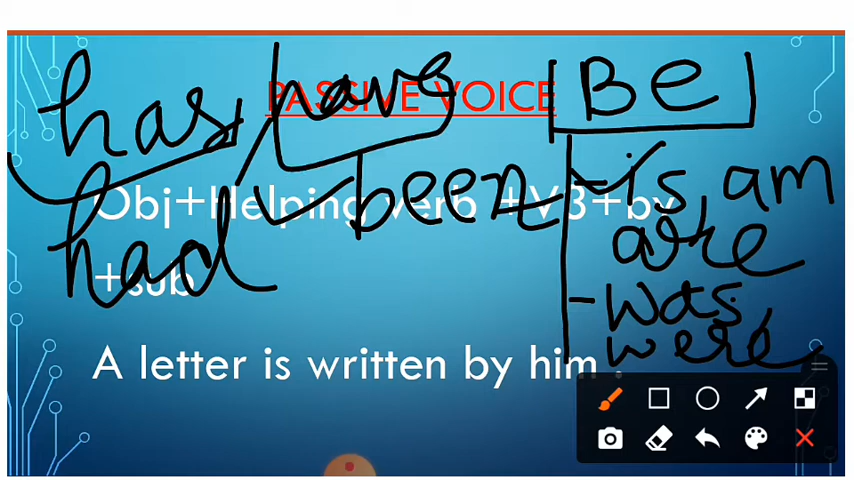 has have Be
PASSIVE VOICE
been - is, am
Obj+Helping verb +V3+by
had are
+sub
- was
were
A letter is written by him .